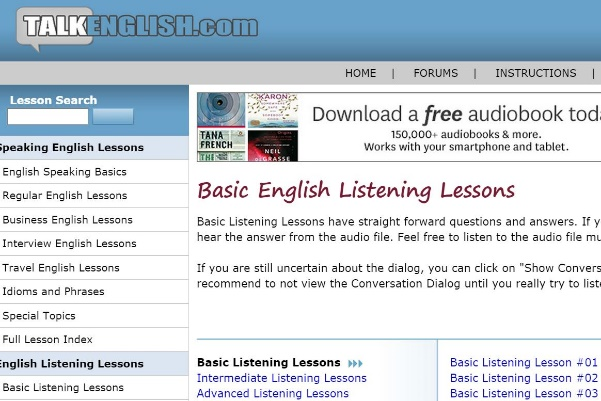 TALKENGLISH.com
HOME | FORUMS | INSTRUCTIONS |
Lesson Search
Speaking English Lessons
English Speaking Basics
Regular English Lessons
Business English Lessons
Interview English Lessons
Travel English Lessons
Idioms and Phrases
Special Topics
Full Lesson Index
English Listening Lessons
Basic Listening Lessons
KARON
TANA
FRENCH
NEIL
Download a free audiobook toda
150,000+ audiobooks & more.
Works with your smartphone and tablet.
Basic English Listening Lessons
Basic Listening Lessons have straight forward questions and answers. If y
hear the answer from the audio file. Feel free to listen to the audio file mu
If you are still uncertain about the dialog, you can click on "Show Convers
recommend to not view the Conversation Dialog until you really try to liste
Basic Listening Lessons
Intermediate Listening Lessons
Advanced Listening Lessons
Basic Listening Lesson #01
Basic Listening Lesson #02
Basic Listening Lesson #03